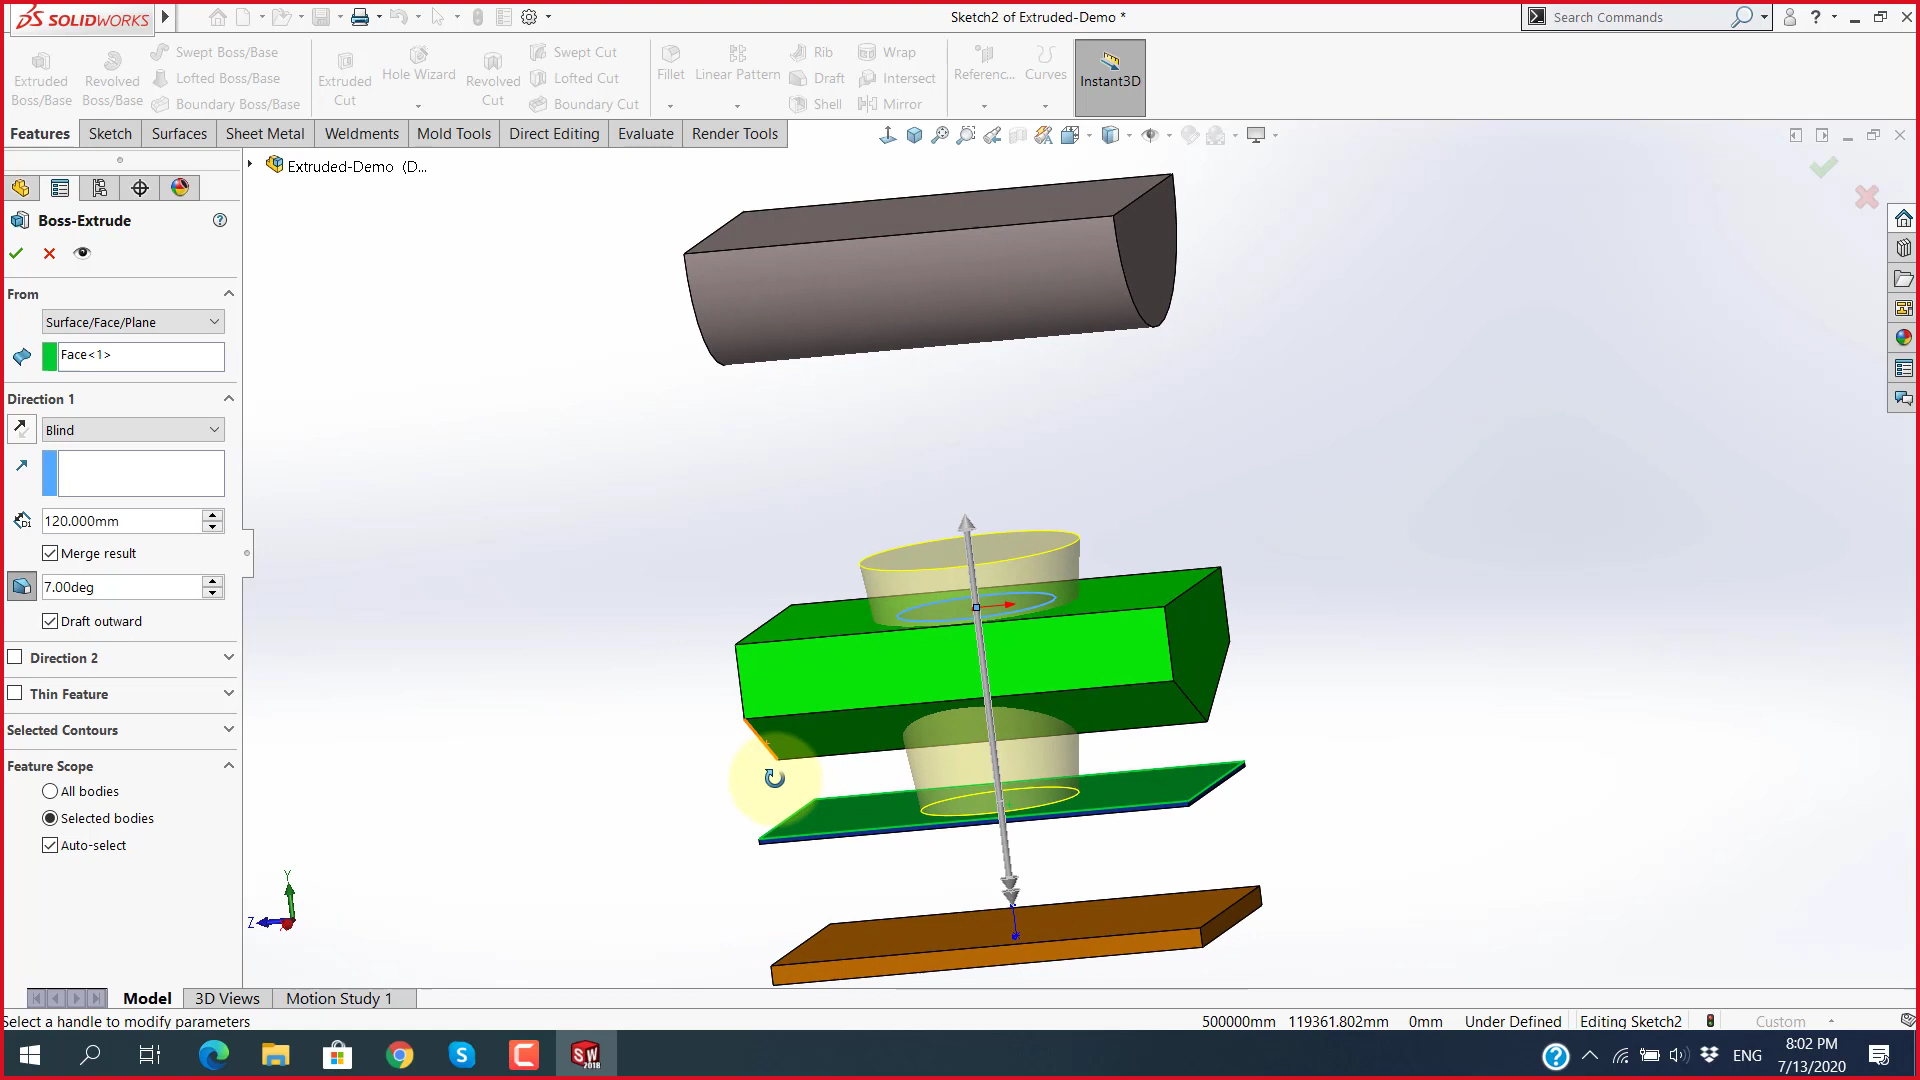 SOLIDWORKS
Sketch2 of Extruded-Demo *
Search Commands
Extruded Boss/Base
Revolved Boss/Base
Swept Boss/Base
Lofted Boss/Base
Boundary Boss/Base
Extruded Cut
Hole Wizard
Revolved Cut
Swept Cut
Lofted Cut
Boundary Cut
Fillet
Linear Pattern
Rib
Draft
Shell
Wrap
Intersect
Mirror
Referenc...
Curves
Instant3D
Features
Sketch
Surfaces
Sheet Metal
Weldments
Mold Tools
Direct Editing
Evaluate
Render Tools
Extruded-Demo (D...
Boss-Extrude
From
Surface/Face/Plane
Face<1>
Direction 1
Blind
120.000mm
Merge result
7.00deg
Draft outward
Direction 2
Thin Feature
Selected Contours
Feature Scope
All bodies
Selected bodies
Auto-select
Y
Z
Model
3D Views
Motion Study 1
Select a handle to modify parameters
500000mm
119361.802mm
0mm
Under Defined
Editing Sketch2
Custom
SW
2018
ENG
8:02 PM
7/13/2020